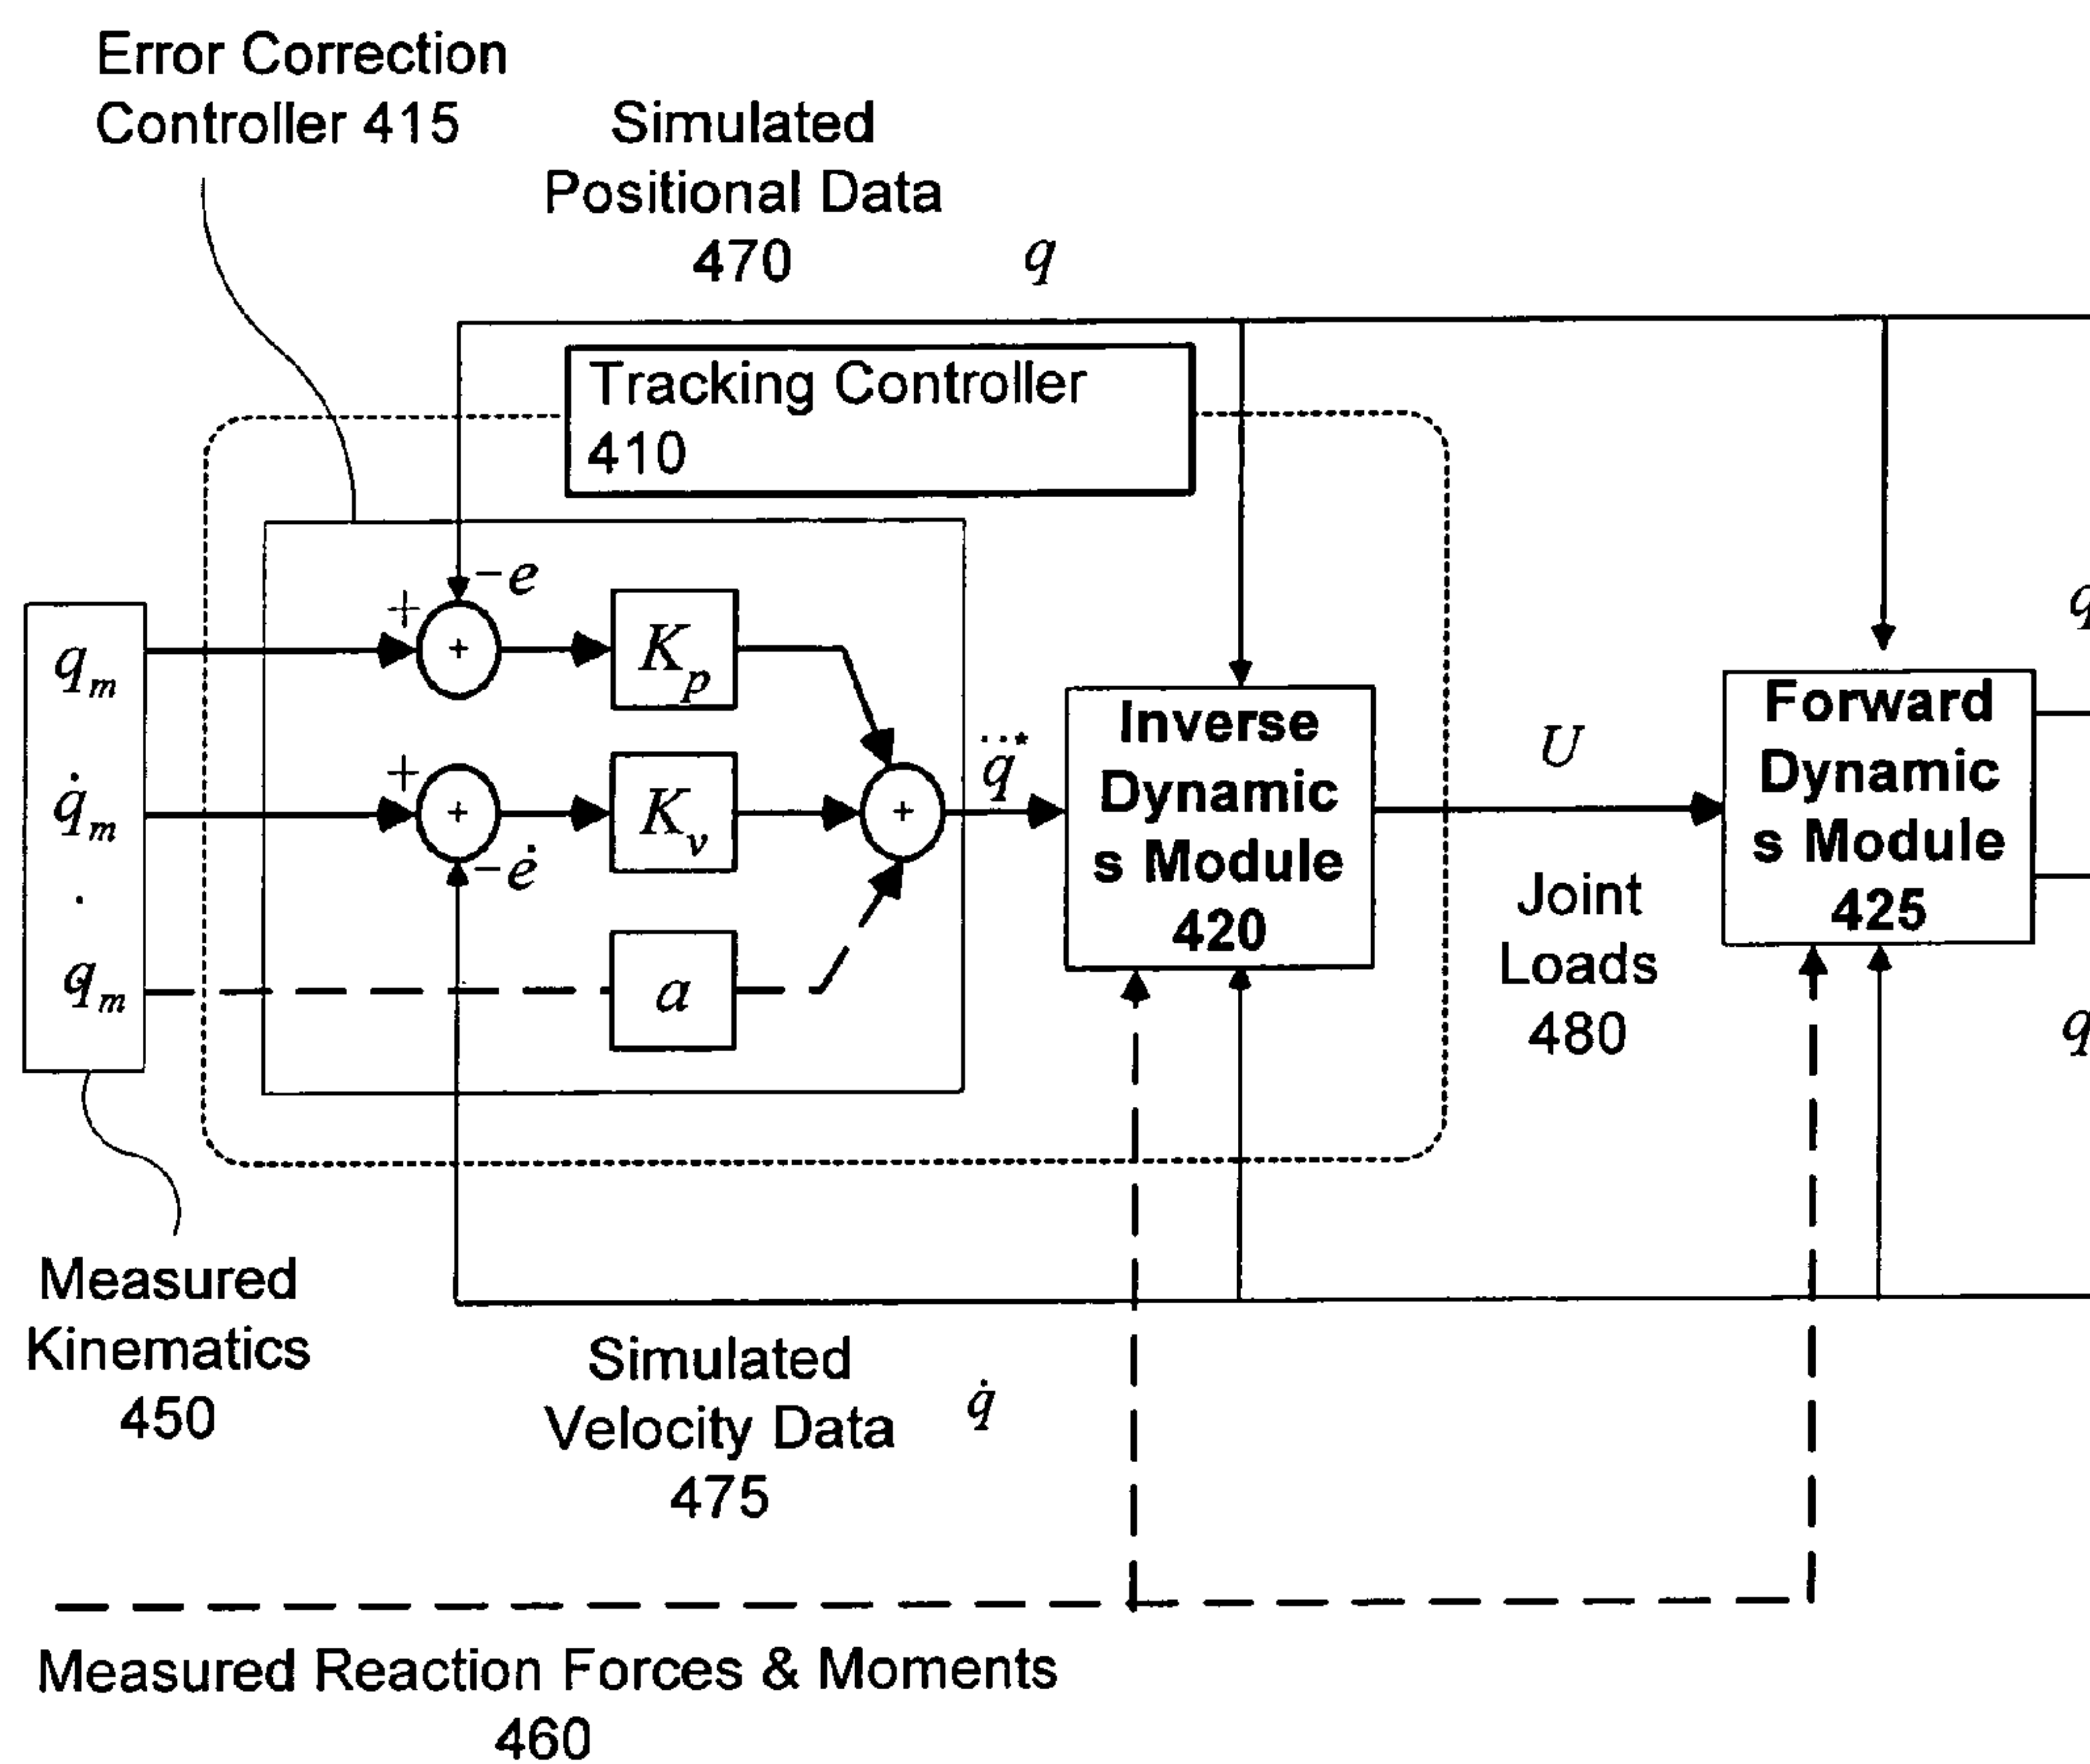 Error Correction
Controller 415
Simulated
Positional Data
470
q
Tracking Controller
410
−e
+
+
K_p
q_m
Inverse
Dynamic
s Module
420
Forward
Dynamic
s Module
425
q
U
q̈*
+
+
K_v
+
q̇_m
−ė
Joint
Loads
480
a
q_m
q
Measured
Kinematics
450
Simulated
Velocity Data
475
q̇
Measured Reaction Forces & Moments
460